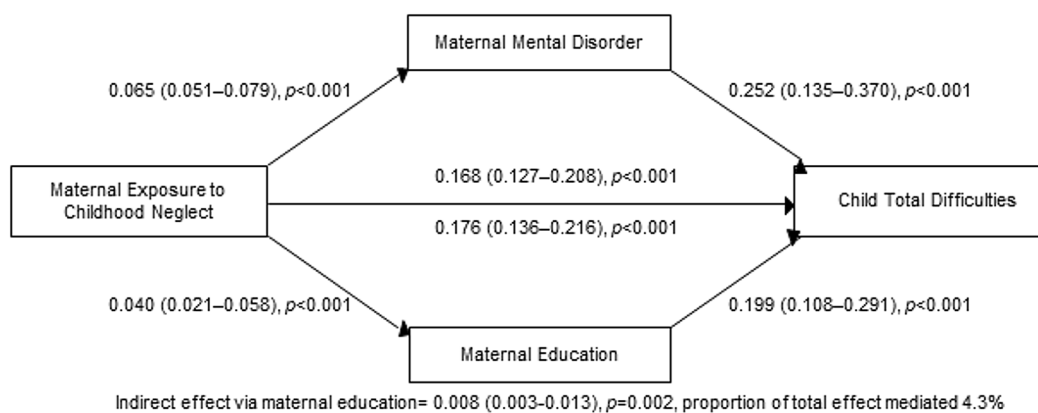 Maternal Mental Disorder
0.065 (0.051–0.079), p<0.001
0.252 (0.135–0.370), p<0.001
Maternal Exposure to
Childhood Neglect
0.168 (0.127–0.208), p<0.001
0.176 (0.136–0.216), p<0.001
Child Total Difficulties
0.040 (0.021–0.058), p<0.001
0.199 (0.108–0.291), p<0.001
Maternal Education
Indirect effect via maternal education= 0.008 (0.003-0.013), p=0.002, proportion of total effect mediated 4.3%